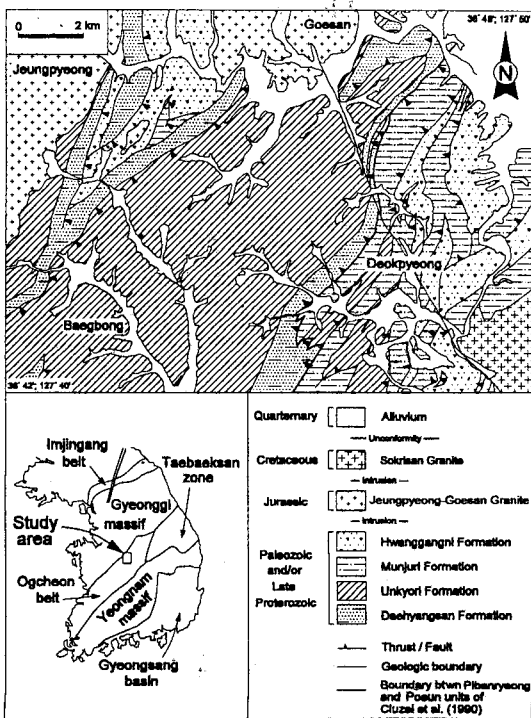 0 2 km
Goesan
36° 48'; 127° 50'
Jeungpyeong
N
Deokpyeong
Baegbong
36° 42'; 127° 40'
Imjingang
belt
Taebaeksan
zone
Gyeonggi
massif
Study
area
Ogcheon
belt
Yeongnam
massif
Gyeongsang
basin
Quarternary Alluvium
Unconformity
Cretaceous Sokrisan Granite
Intrusion
Jurassic Jeungpyeong-Goesan Granite
Intrusion
Paleozoic
and/or
Late
Proterozoic
Hwanggangni Formation
Munjuri Formation
Unkyori Formation
Daehyangsan Formation
Thrust / Fault
Geologic boundary
Boundary btwn Pibanryeong
and Poeun units of
Cluzel et al. (1990)